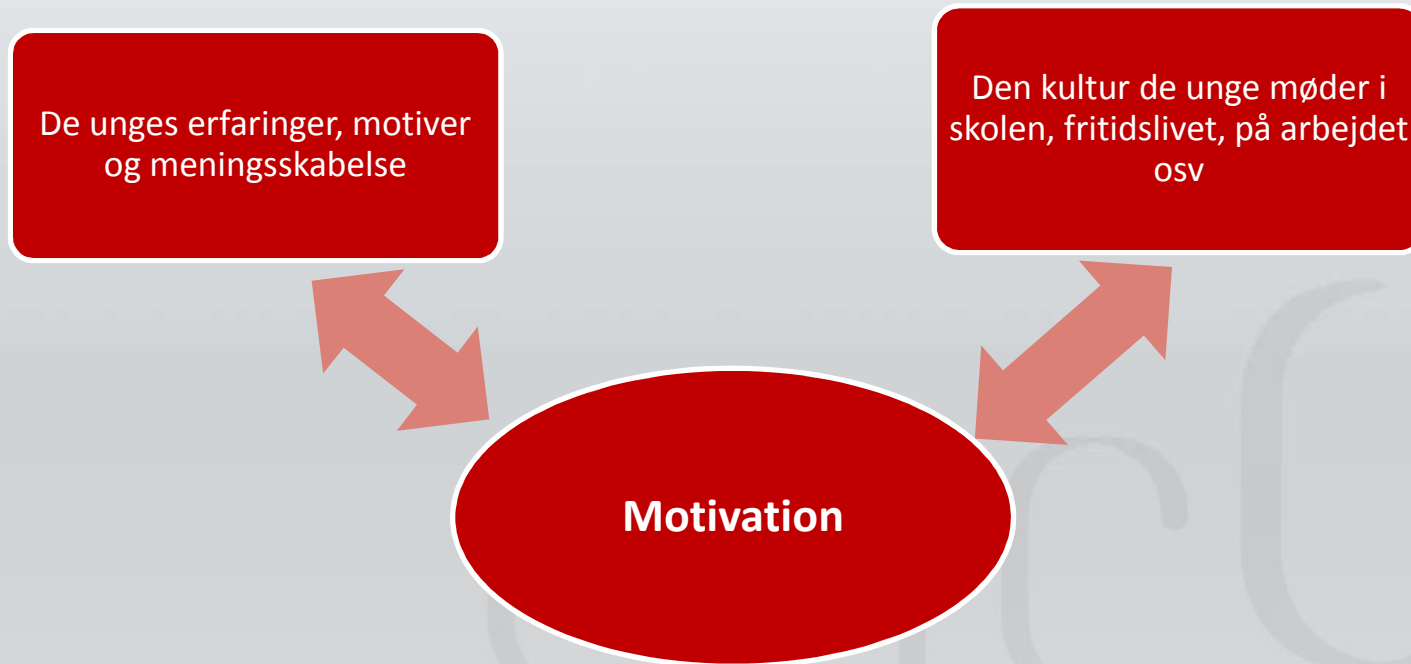 De unges erfaringer, motiver
og meningsskabelse
Den kultur de unge møder i
skolen, fritidslivet, på arbejdet
osv
Motivation